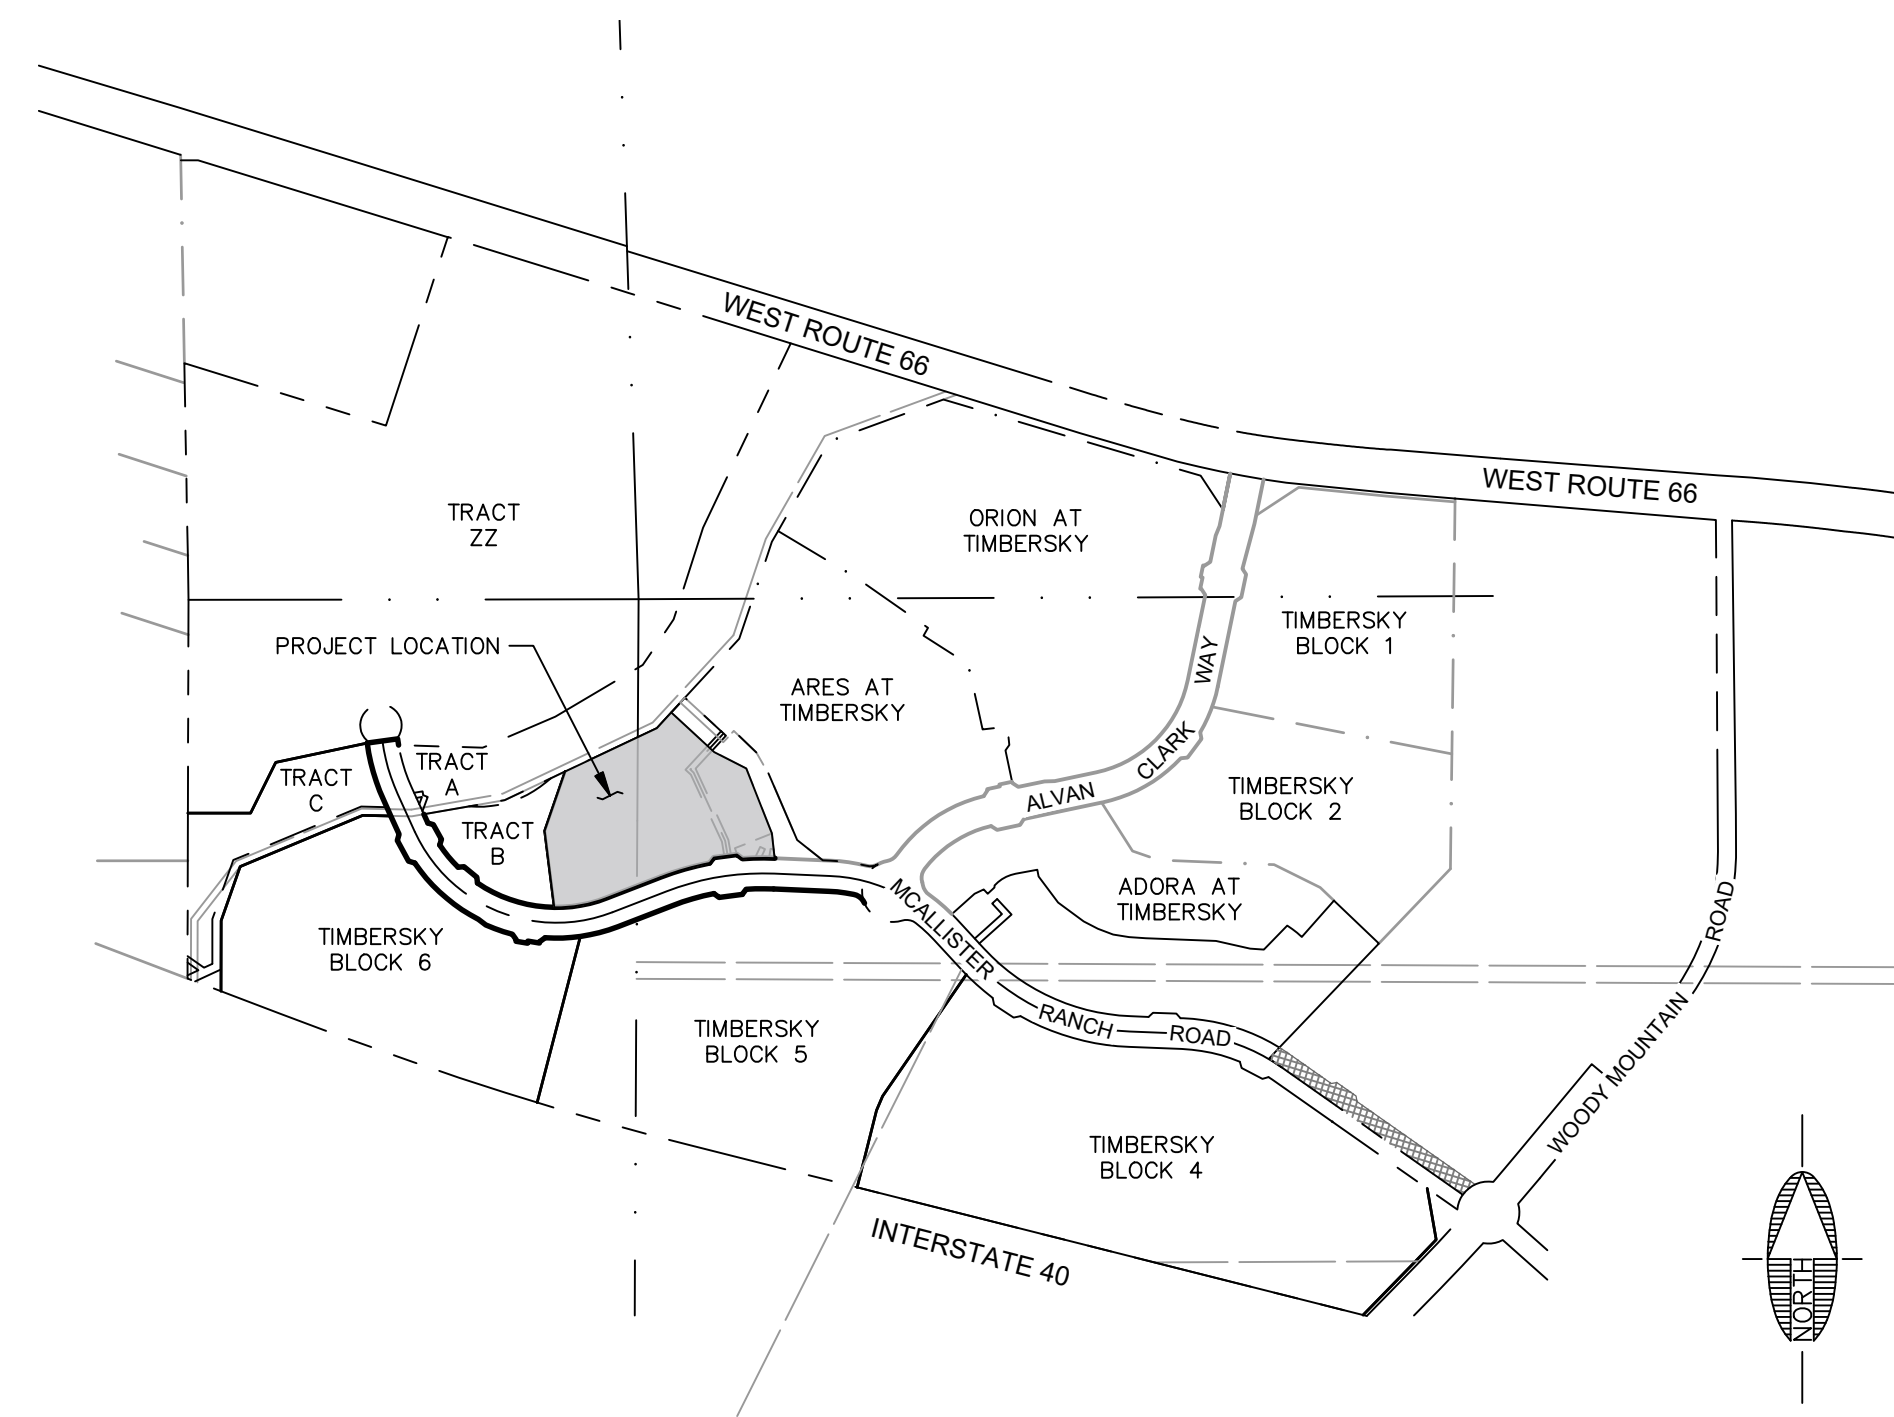 WEST ROUTE 66
WEST ROUTE 66
TRACT
ZZ
ORION AT
TIMBERSKY
TIMBERSKY
BLOCK 1
PROJECT LOCATION
ARES AT
TIMBERSKY
WAY
CLARK
ALVAN
TRACT
A
TRACT
C
TIMBERSKY
BLOCK 2
TRACT
B
ADORA AT
TIMBERSKY
MCALLISTER
RANCH
ROAD
ROAD
WOODY MOUNTAIN
TIMBERSKY
BLOCK 6
TIMBERSKY
BLOCK 5
TIMBERSKY
BLOCK 4
INTERSTATE 40
NORTH